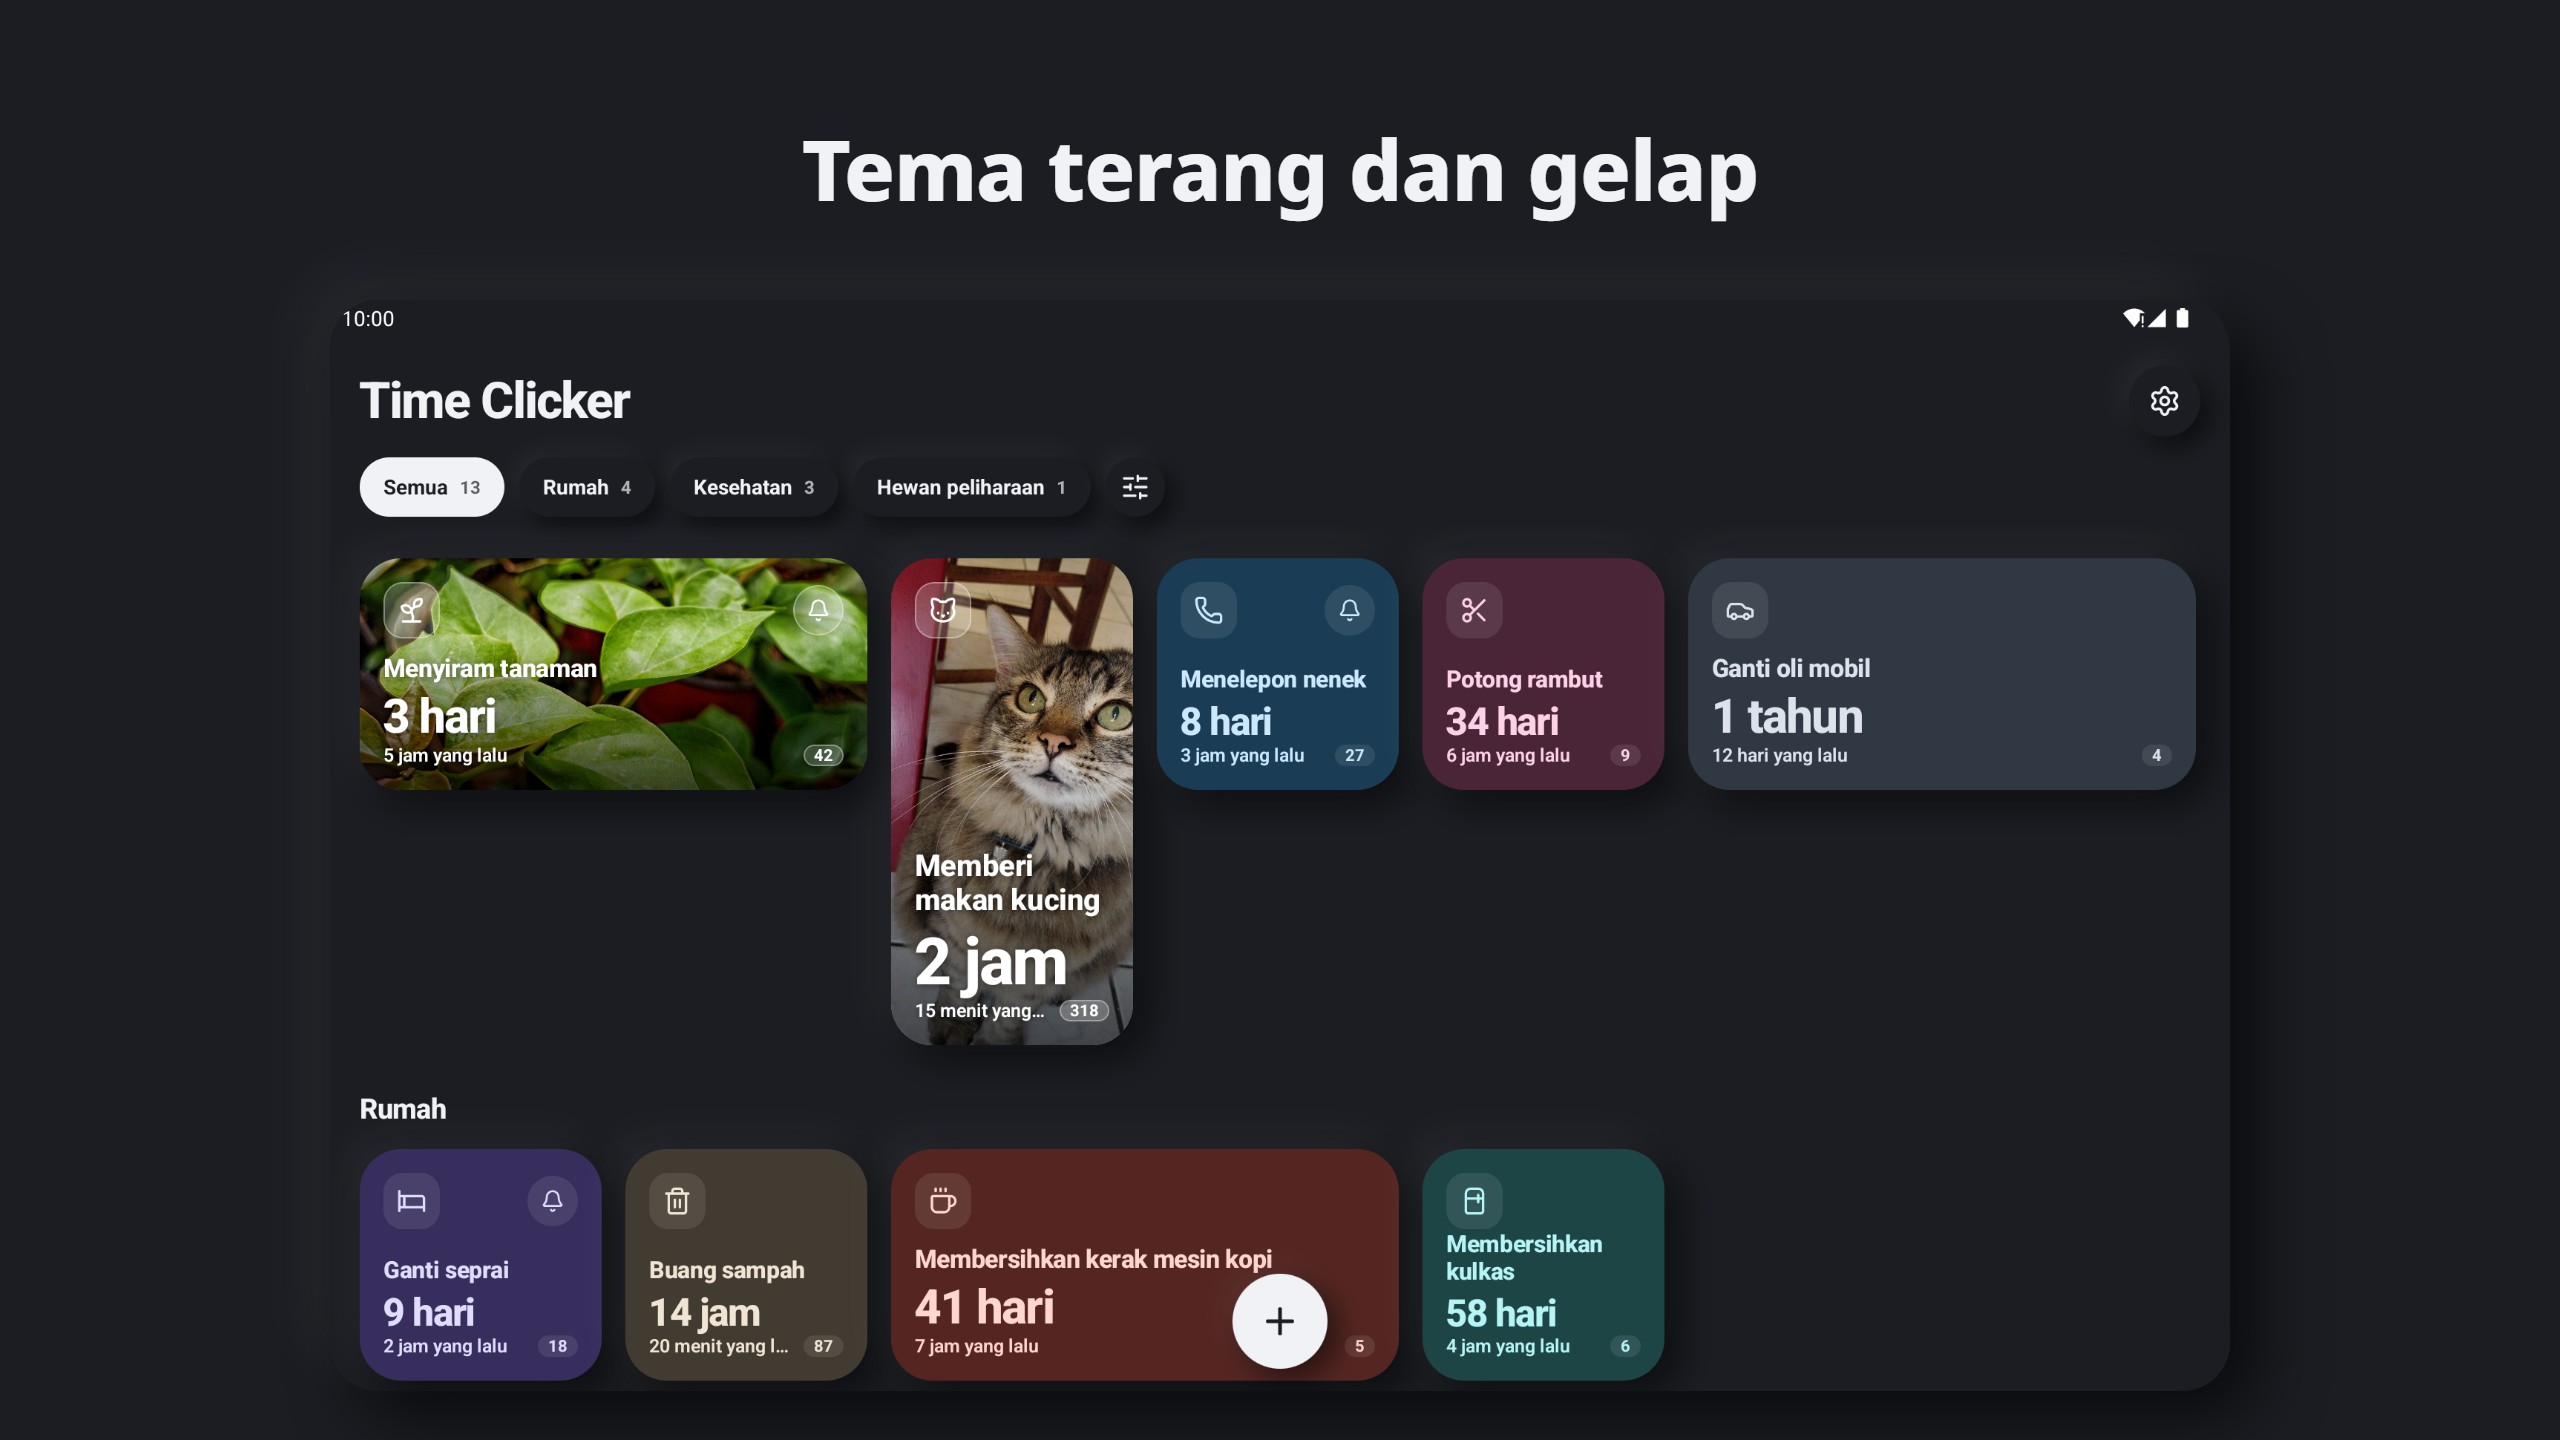 Tema terang dan gelap
10:00
Time Clicker
Semua 13
Rumah 4
Kesehatan 3
Hewan peliharaan 1
Menyiram tanaman
3 hari
5 jam yang lalu
42
Memberi
makan kucing
2 jam
15 menit yang...
318
Menelepon nenek
8 hari
3 jam yang lalu
27
Potong rambut
34 hari
6 jam yang lalu
9
Ganti oli mobil
1 tahun
12 hari yang lalu
4
Rumah
Ganti seprai
9 hari
2 jam yang lalu
18
Buang sampah
14 jam
20 menit yang l...
87
Membersihkan kerak mesin kopi
41 hari
7 jam yang lalu
5
Membersihkan
kulkas
58 hari
4 jam yang lalu
6